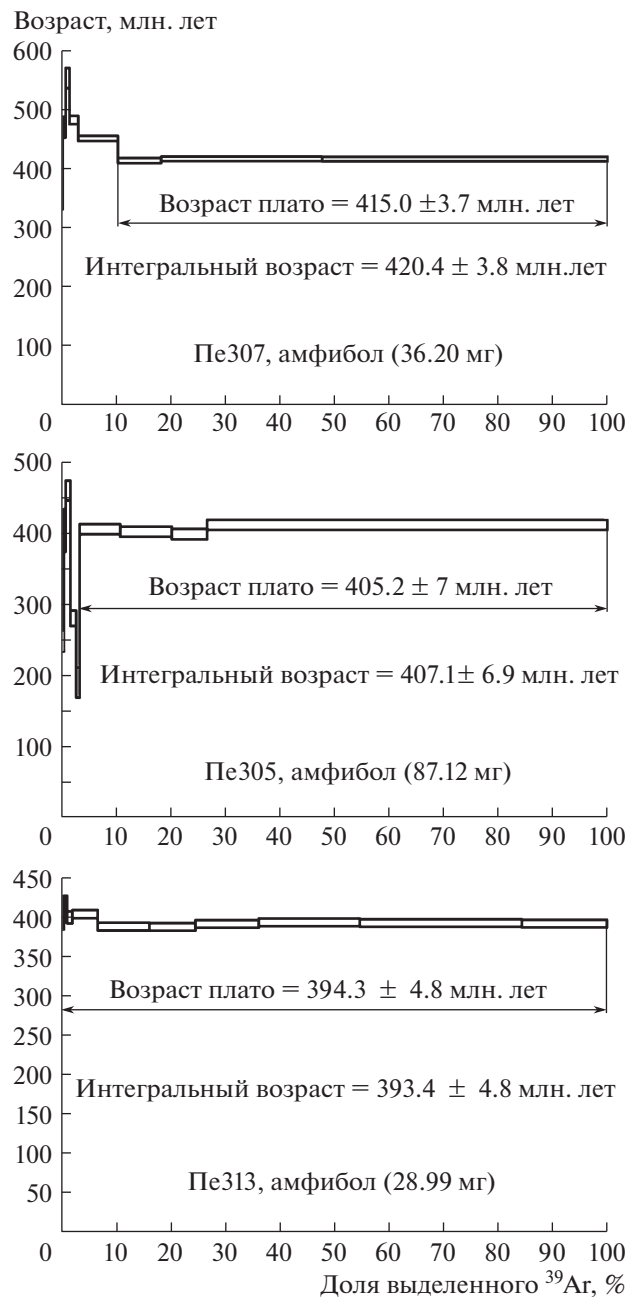 Возраст, млн. лет
600
500
400
Возраст плато = 415.0 ±3.7 млн. лет
300
Интегральный возраст = 420.4 ± 3.8 млн.лет
200
100
Пе307, амфибол (36.20 мг)
0 10 20 30 40 50 60 70 80 90 100
500
400
Возраст плато = 405.2 ± 7 млн. лет
300
Интегральный возраст = 407.1± 6.9 млн. лет
200
100
Пе305, амфибол (87.12 мг)
0 10 20 30 40 50 60 70 80 90 100
450
400
350
300
Возраст плато = 394.3 ± 4.8 млн. лет
250
200
Интегральный возраст = 393.4 ± 4.8 млн. лет
150
100
Пе313, амфибол (28.99 мг)
50
0 10 20 30 40 50 60 70 80 90 100
Доля выделенного ³⁹Ar, %